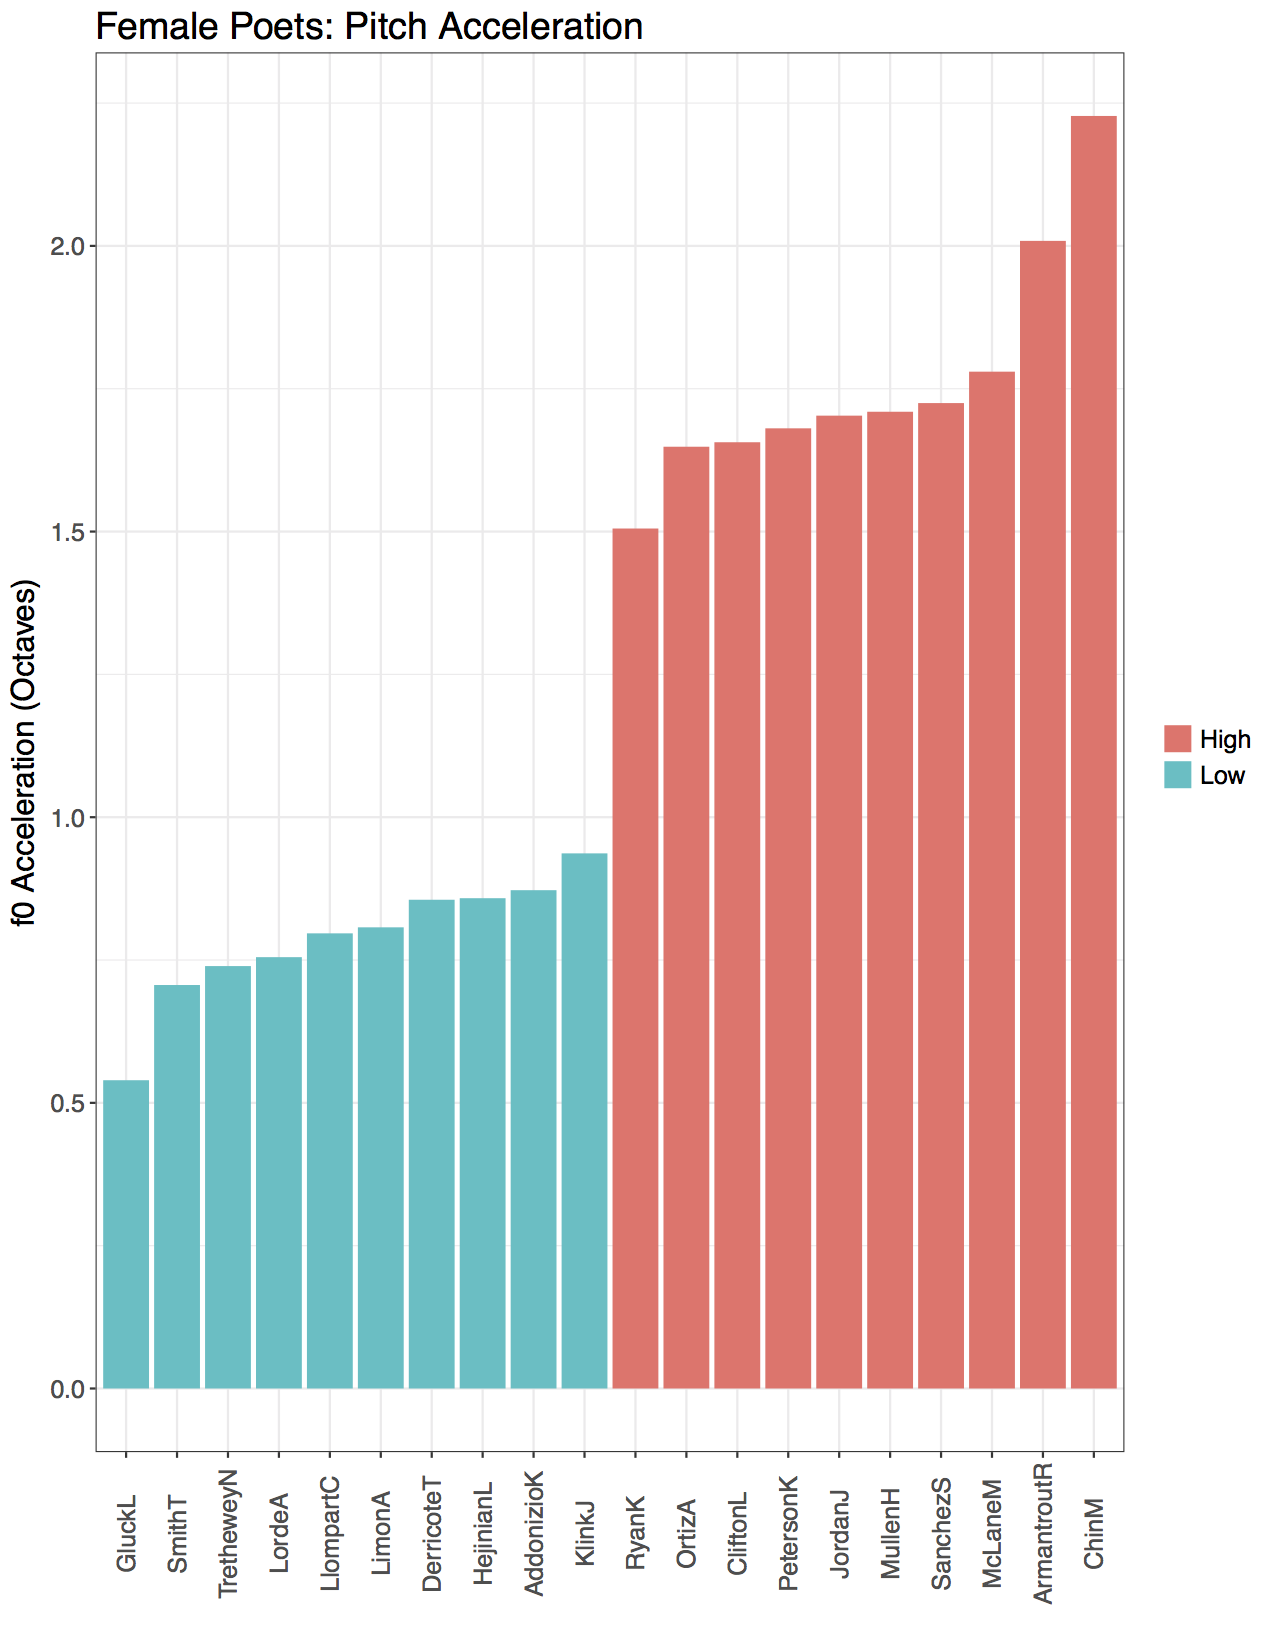 Female Poets: Pitch Acceleration
f0 Acceleration (Octaves)
2.0
1.5
1.0
0.5
0.0
GluckL
SmithT
TretheweyN
LordeA
LlompartC
LimonA
DerricoteT
HejinianL
AddonizioK
KlinkJ
RyanK
OrtizA
CliftonL
PetersonK
JordanJ
MullenH
SanchezS
McLaneM
ArmantroutR
ChinM
High
Low